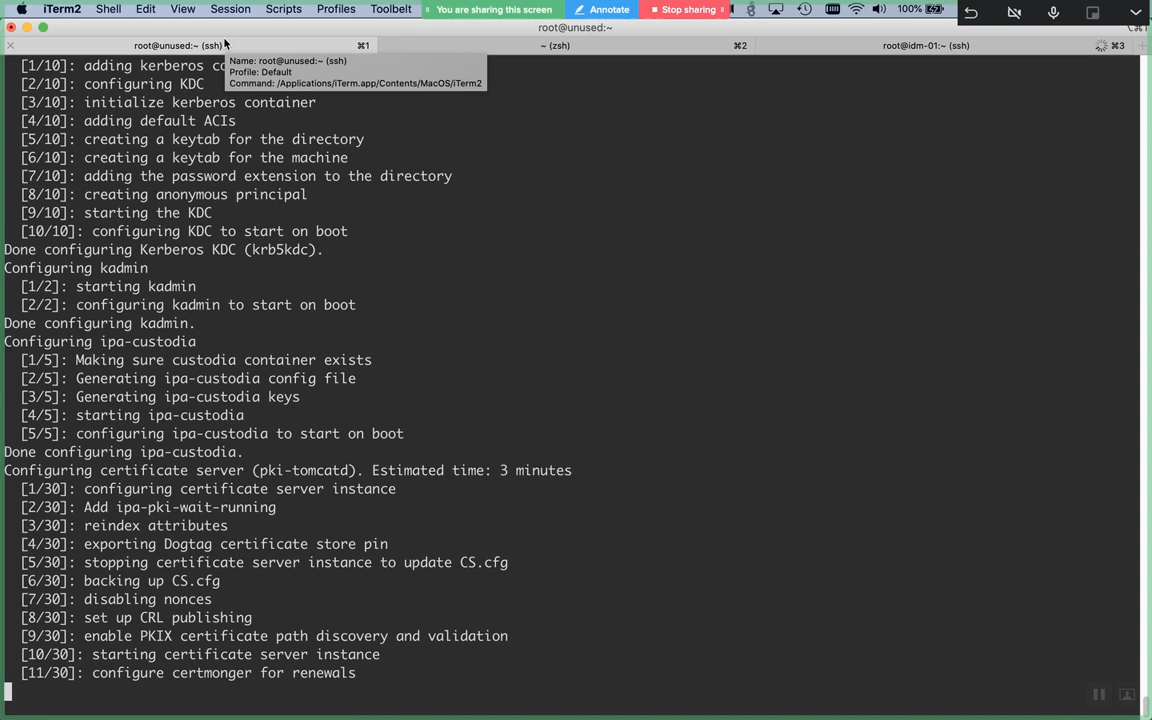 iTerm2 Shell Edit View Session Scripts Profiles Toolbelt You are sharing this screen Annotate Stop sharing 100%
root@unused:~
root@unused:~ (ssh) ⌘1 ~ (zsh) ⌘2 root@idm-01:~ (ssh) ⌘3
Name: root@unused:~ (ssh)
Profile: Default
Command: /Applications/iTerm.app/Contents/MacOS/iTerm2
[1/10]: adding kerberos co
[2/10]: configuring KDC
[3/10]: initialize kerberos container
[4/10]: adding default ACIs
[5/10]: creating a keytab for the directory
[6/10]: creating a keytab for the machine
[7/10]: adding the password extension to the directory
[8/10]: creating anonymous principal
[9/10]: starting the KDC
[10/10]: configuring KDC to start on boot
Done configuring Kerberos KDC (krb5kdc).
Configuring kadmin
[1/2]: starting kadmin
[2/2]: configuring kadmin to start on boot
Done configuring kadmin.
Configuring ipa-custodia
[1/5]: Making sure custodia container exists
[2/5]: Generating ipa-custodia config file
[3/5]: Generating ipa-custodia keys
[4/5]: starting ipa-custodia
[5/5]: configuring ipa-custodia to start on boot
Done configuring ipa-custodia.
Configuring certificate server (pki-tomcatd). Estimated time: 3 minutes
[1/30]: configuring certificate server instance
[2/30]: Add ipa-pki-wait-running
[3/30]: reindex attributes
[4/30]: exporting Dogtag certificate store pin
[5/30]: stopping certificate server instance to update CS.cfg
[6/30]: backing up CS.cfg
[7/30]: disabling nonces
[8/30]: set up CRL publishing
[9/30]: enable PKIX certificate path discovery and validation
[10/30]: starting certificate server instance
[11/30]: configure certmonger for renewals